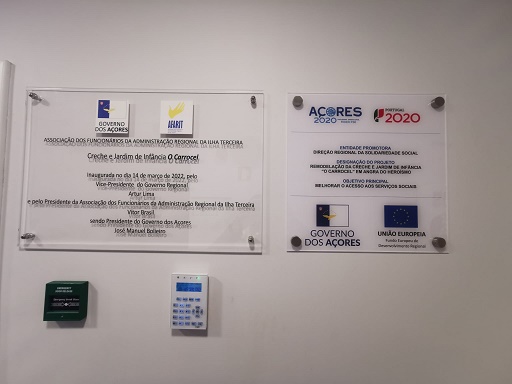 GOVERNO
DOS AÇORES
AFARIT
ASSOCIAÇÃO DOS FUNCIONÁRIOS DA ADMINISTRAÇÃO REGIONAL DA ILHA TERCEIRA
Creche e Jardim de Infância O Carrocel
Inaugurada no dia 14 de março de 2022, pelo
Vice-Presidente do Governo Regional
Artur Lima
e pelo Presidente da Associação dos Funcionários da Administração Regional da Ilha Terceira
Vitor Brasil
sendo Presidente do Governo dos Açores
José Manuel Bolieiro
AÇORES
2020
PORTUGAL
2020
ENTIDADE PROMOTORA
DIREÇÃO REGIONAL DA SOLIDARIEDADE SOCIAL
DESIGNAÇÃO DO PROJETO
REMODELAÇÃO DA CRECHE E JARDIM DE INFÂNCIA
"O CARROCEL" EM ANGRA DO HEROÍSMO
OBJETIVO PRINCIPAL
MELHORAR O ACESSO AOS SERVIÇOS SOCIAIS
GOVERNO
DOS AÇORES
UNIÃO EUROPEIA
Fundo Europeu de
Desenvolvimento Regional